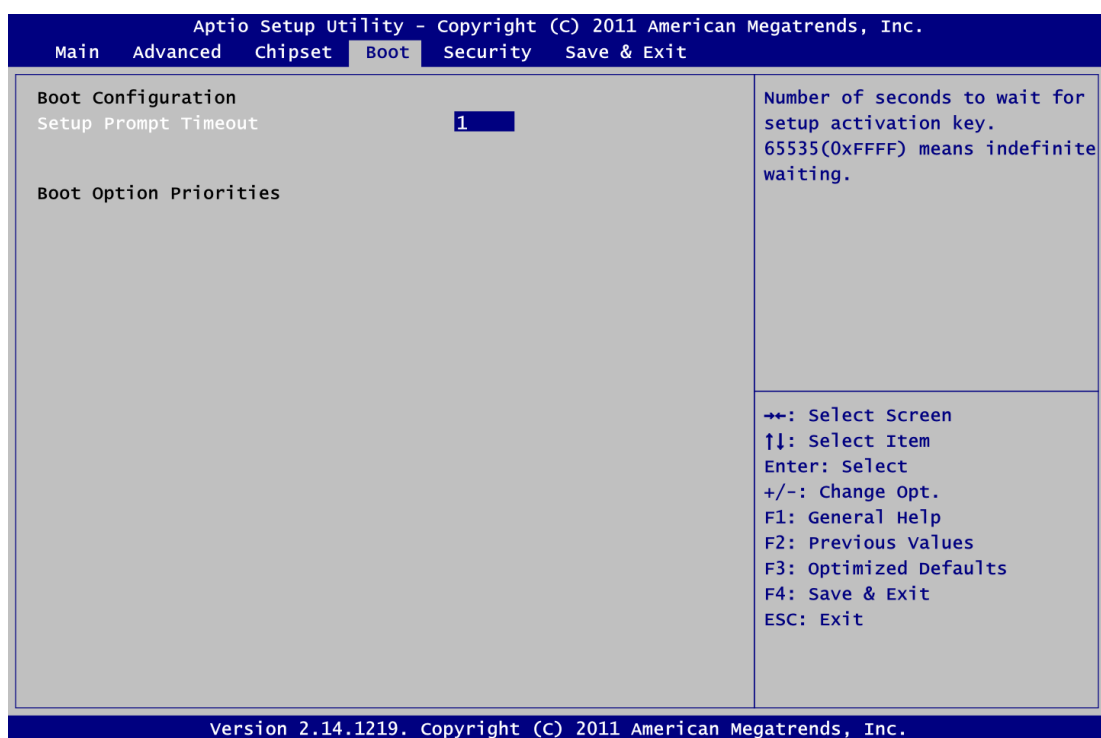 Aptio Setup Utility – Copyright (C) 2011 American Megatrends, Inc.
Main Advanced Chipset Boot Security Save & Exit
Boot Configuration
Setup Prompt Timeout 1
Boot Option Priorities
Number of seconds to wait for
setup activation key.
65535(0xFFFF) means indefinite
waiting.
→←: Select Screen
↑↓: Select Item
Enter: Select
+/-: Change Opt.
F1: General Help
F2: Previous Values
F3: Optimized Defaults
F4: Save & Exit
ESC: Exit
Version 2.14.1219. Copyright (C) 2011 American Megatrends, Inc.